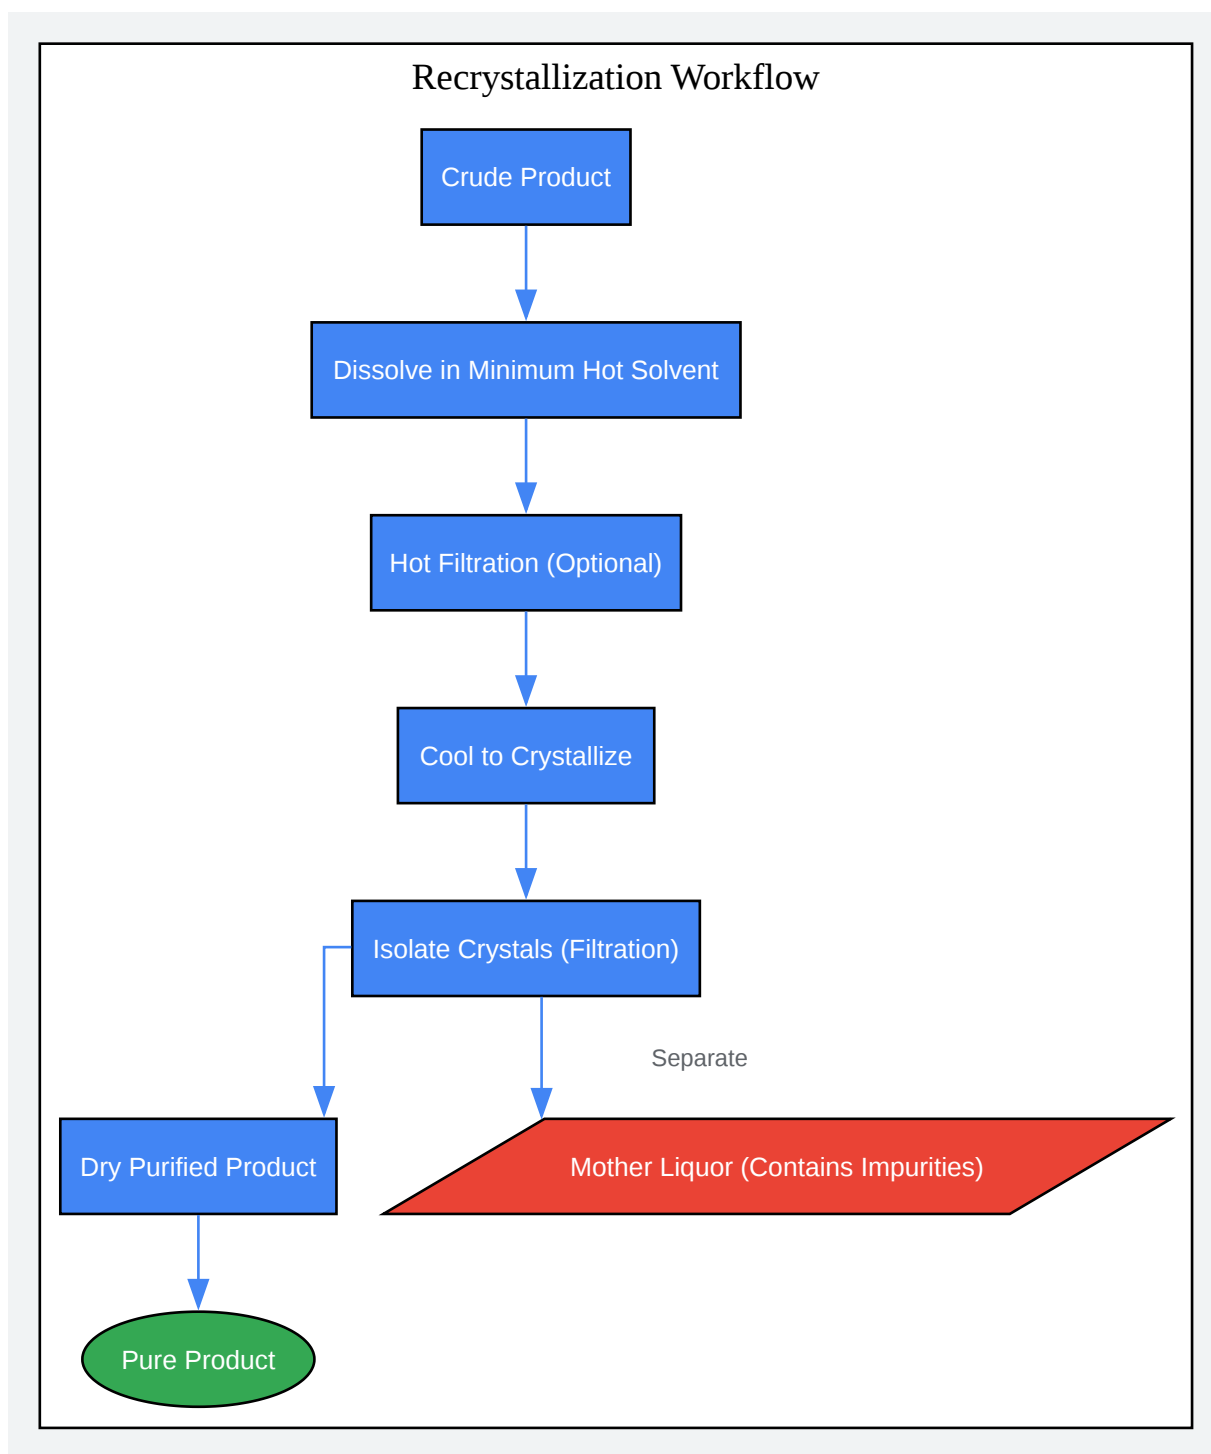 Recrystallization Workflow
Crude Product
Dissolve in Minimum Hot Solvent
Hot Filtration (Optional)
Cool to Crystallize
Isolate Crystals (Filtration)
Separate
Dry Purified Product
Mother Liquor (Contains Impurities)
Pure Product